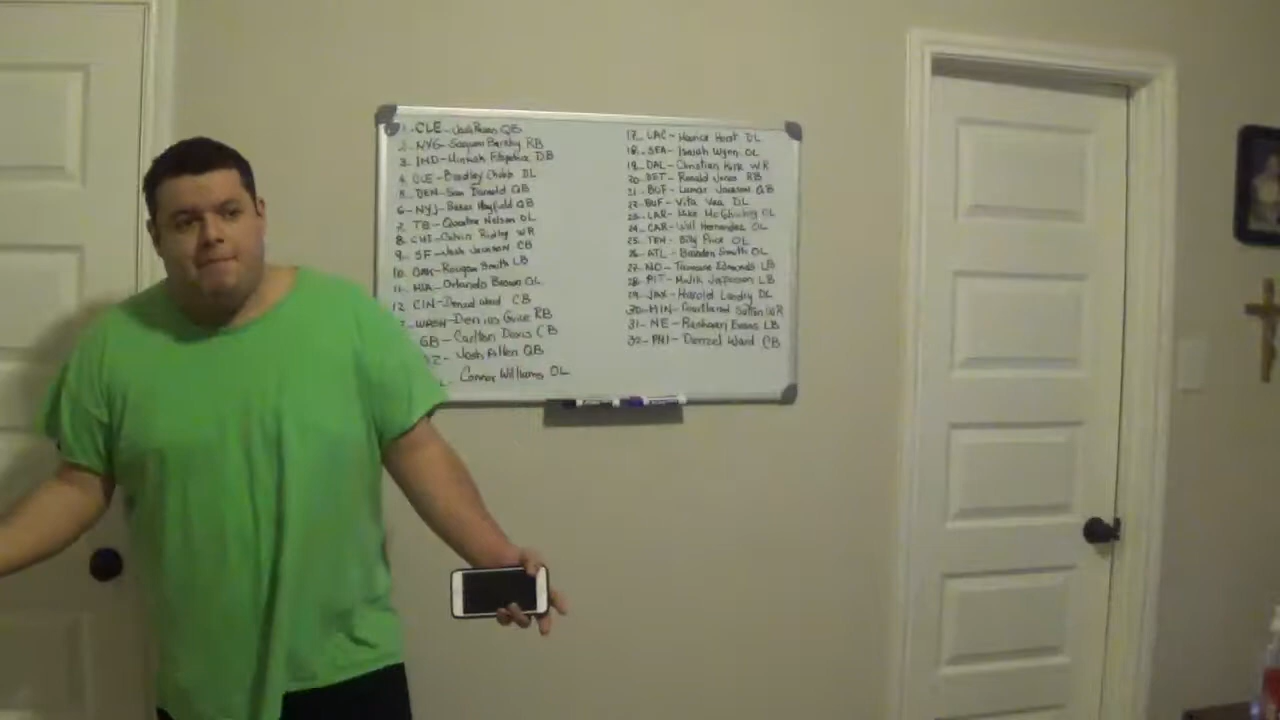 1. CLE - Josh Rosen QB
2. NYG - Saquon Barkley RB
3. IND - Minkah Fitzpatrick DB
4. CLE - Bradley Chubb DL
5. DEN - Sam Darnold QB
6 - NYJ - Baker Mayfield QB
7. TB - Quenton Nelson OL
8. CHI - Calvin Ridley WR
9. SF - Josh Jackson CB
10. OAK - Roquan Smith LB
11. MIA - Orlando Brown OL
12 CIN - Denzel Ward CB
WASH - Derrius Guice RB
GB - Carlton Davis CB
Z - Josh Allen QB
L - Connor Williams OL
17. LAC - Hurst DL
18. SEA - Isaiah Wynn OL
19. DAL - Christian Kirk WR
20. DET - Ronald Jones RB
21. BUF - Lamar Jackson QB
22. BUF - Vita Vea DL
23. LAR - Mike McGlinchey OL
24. CAR - Will Hernandez OL
25. TEN - Billy Price OL
26. ATL - Braden Smith OL
27. NO - Tremaine Edmunds LB
28. PIT - Malik Jefferson LB
29. JAX - Harold Landry DL
30. MIN - Courtland Sutton WR
31. NE - Rashaan Evans LB
32. PHI - Denzel Ward CB